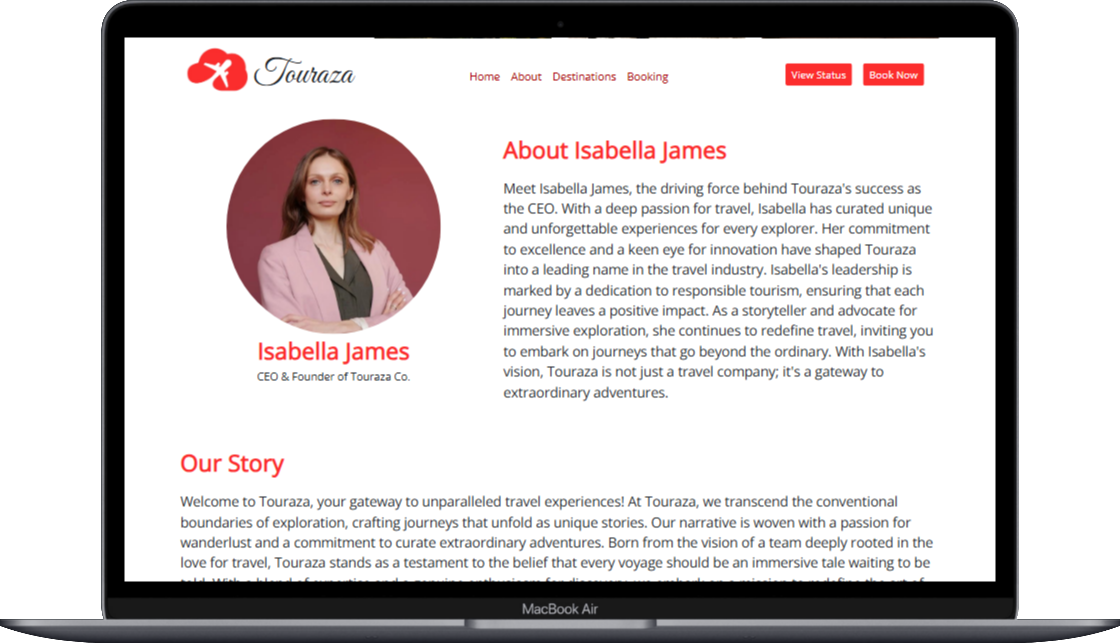 Touraza
Home About Destinations Booking
View Status Book Now
Isabella James
CEO & Founder of Touraza Co.
About Isabella James
Meet Isabella James, the driving force behind Touraza's success as
the CEO. With a deep passion for travel, Isabella has curated unique
and unforgettable experiences for every explorer. Her commitment
to excellence and a keen eye for innovation have shaped Touraza
into a leading name in the travel industry. Isabella's leadership is
marked by a dedication to responsible tourism, ensuring that each
journey leaves a positive impact. As a storyteller and advocate for
immersive exploration, she continues to redefine travel, inviting you
to embark on journeys that go beyond the ordinary. With Isabella's
vision, Touraza is not just a travel company; it's a gateway to
extraordinary adventures.
Our Story
Welcome to Touraza, your gateway to unparalleled travel experiences! At Touraza, we transcend the conventional
boundaries of exploration, crafting journeys that unfold as unique stories. Our narrative is woven with a passion for
wanderlust and a commitment to curate extraordinary adventures. Born from the vision of a team deeply rooted in the
love for travel, Touraza stands as a testament to the belief that every voyage should be an immersive tale waiting to be
MacBook Air